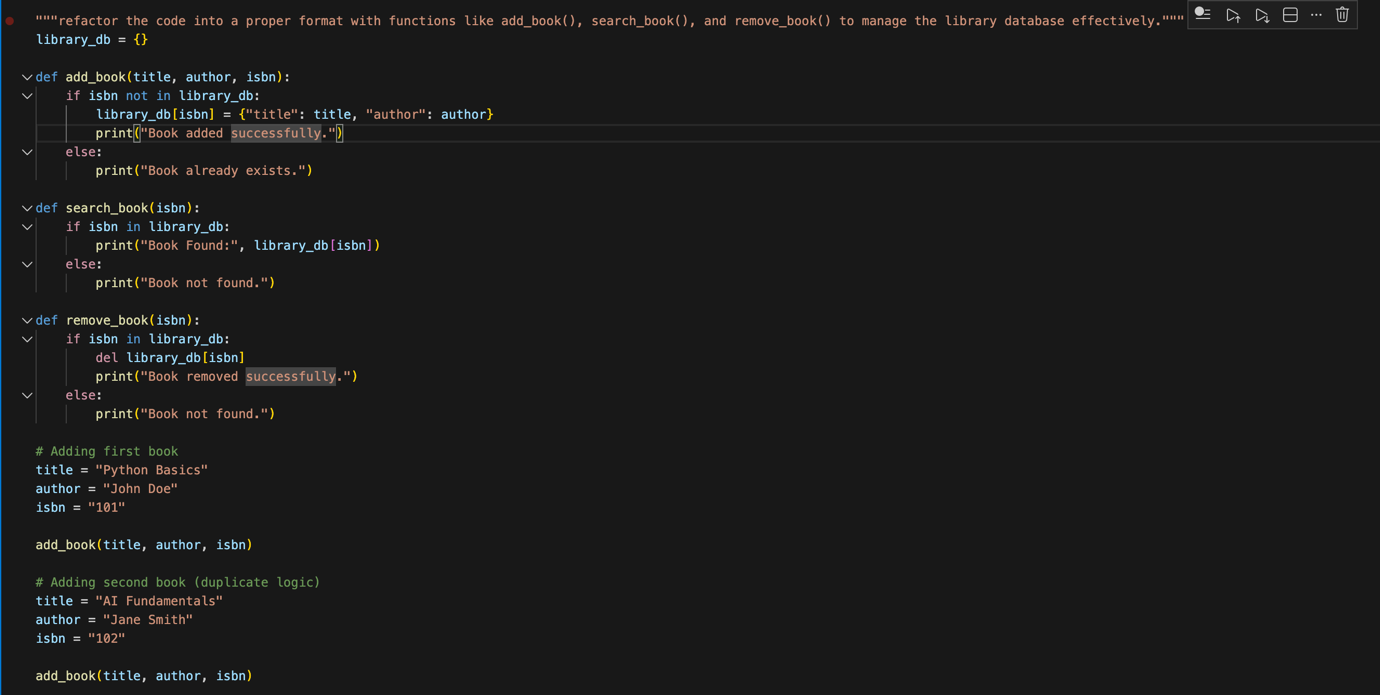 """refactor the code into a proper format with functions like add_book(), search_book(), and remove_book() to manage the library database effectively."""
library_db = {}

def add_book(title, author, isbn):
    if isbn not in library_db:
        library_db[isbn] = {"title": title, "author": author}
        print("Book added successfully.")
    else:
        print("Book already exists.")

def search_book(isbn):
    if isbn in library_db:
        print("Book Found:", library_db[isbn])
    else:
        print("Book not found.")

def remove_book(isbn):
    if isbn in library_db:
        del library_db[isbn]
        print("Book removed successfully.")
    else:
        print("Book not found.")

# Adding first book
title = "Python Basics"
author = "John Doe"
isbn = "101"

add_book(title, author, isbn)

# Adding second book (duplicate logic)
title = "AI Fundamentals"
author = "Jane Smith"
isbn = "102"

add_book(title, author, isbn)